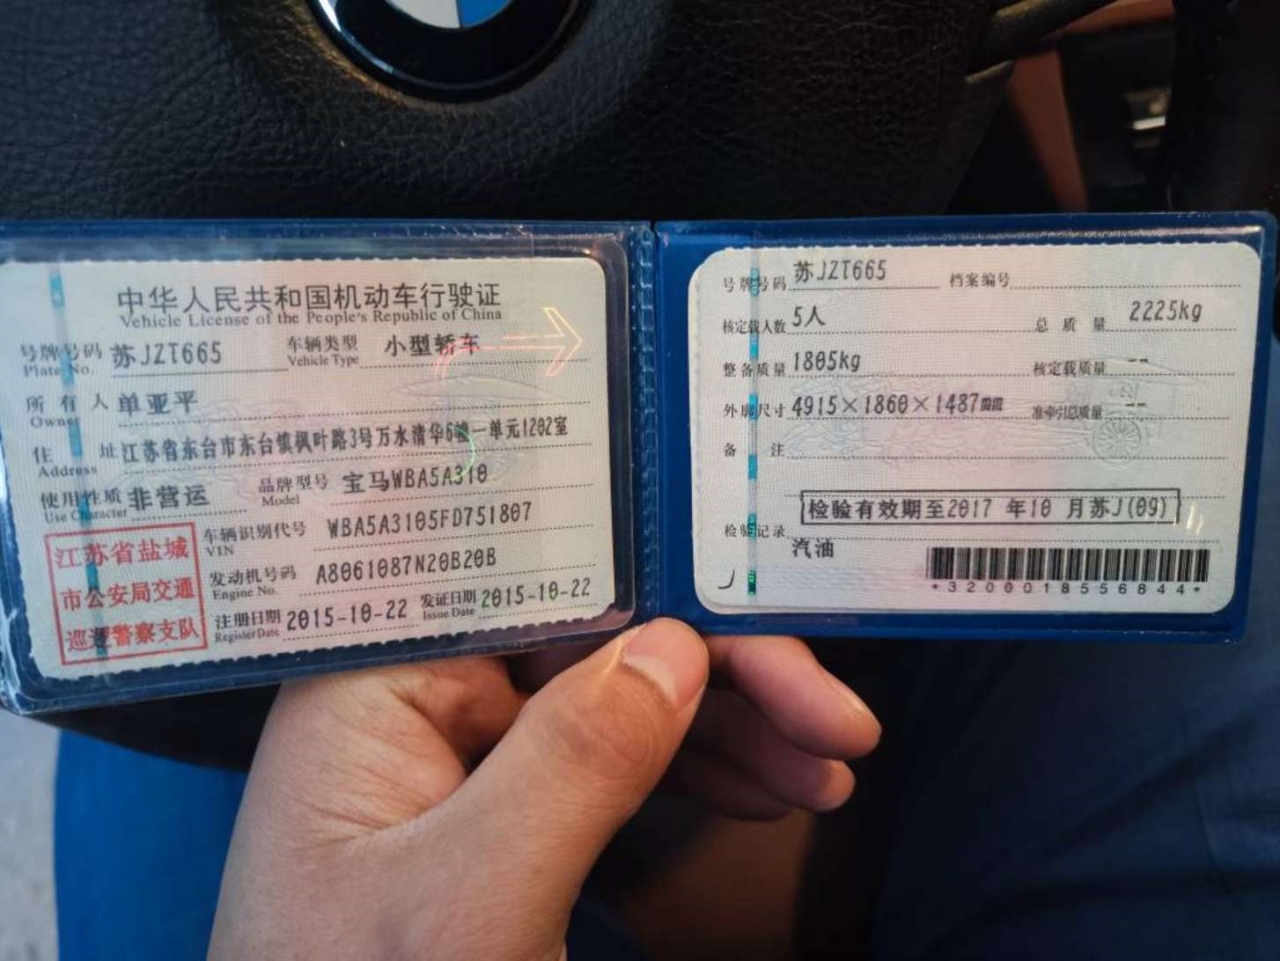 中华人民共和国机动车行驶证
Vehicle License of the People's Republic of China
号牌号码 苏JZT665 车辆类型 小型轿车
Plate No. Vehicle Type
所有人 单亚平
Owner
住址 江苏省东台市东台镇枫叶路3号万水清华6幢一单元1202室
Address
使用性质 非营运 品牌型号 宝马WBA5A310
Use Character Model
江苏省盐城
市公安局交通
巡逻警察支队
车辆识别代号 WBA5A3105FD751807
VIN
发动机号码 A8061087N20B20B
Engine No.
注册日期 2015-10-22 发证日期 2015-10-22
Register Date Issue Date
号牌号码 苏JZT665 档案编号
核定载人数 5人 总质量 2225kg
整备质量 1805kg 核定载质量 --
外廓尺寸 4915×1860×1487mm 准牵引总质量 --
备注
检验有效期至2017 年10 月苏J(09)
检验记录
汽油
*3200018556844*